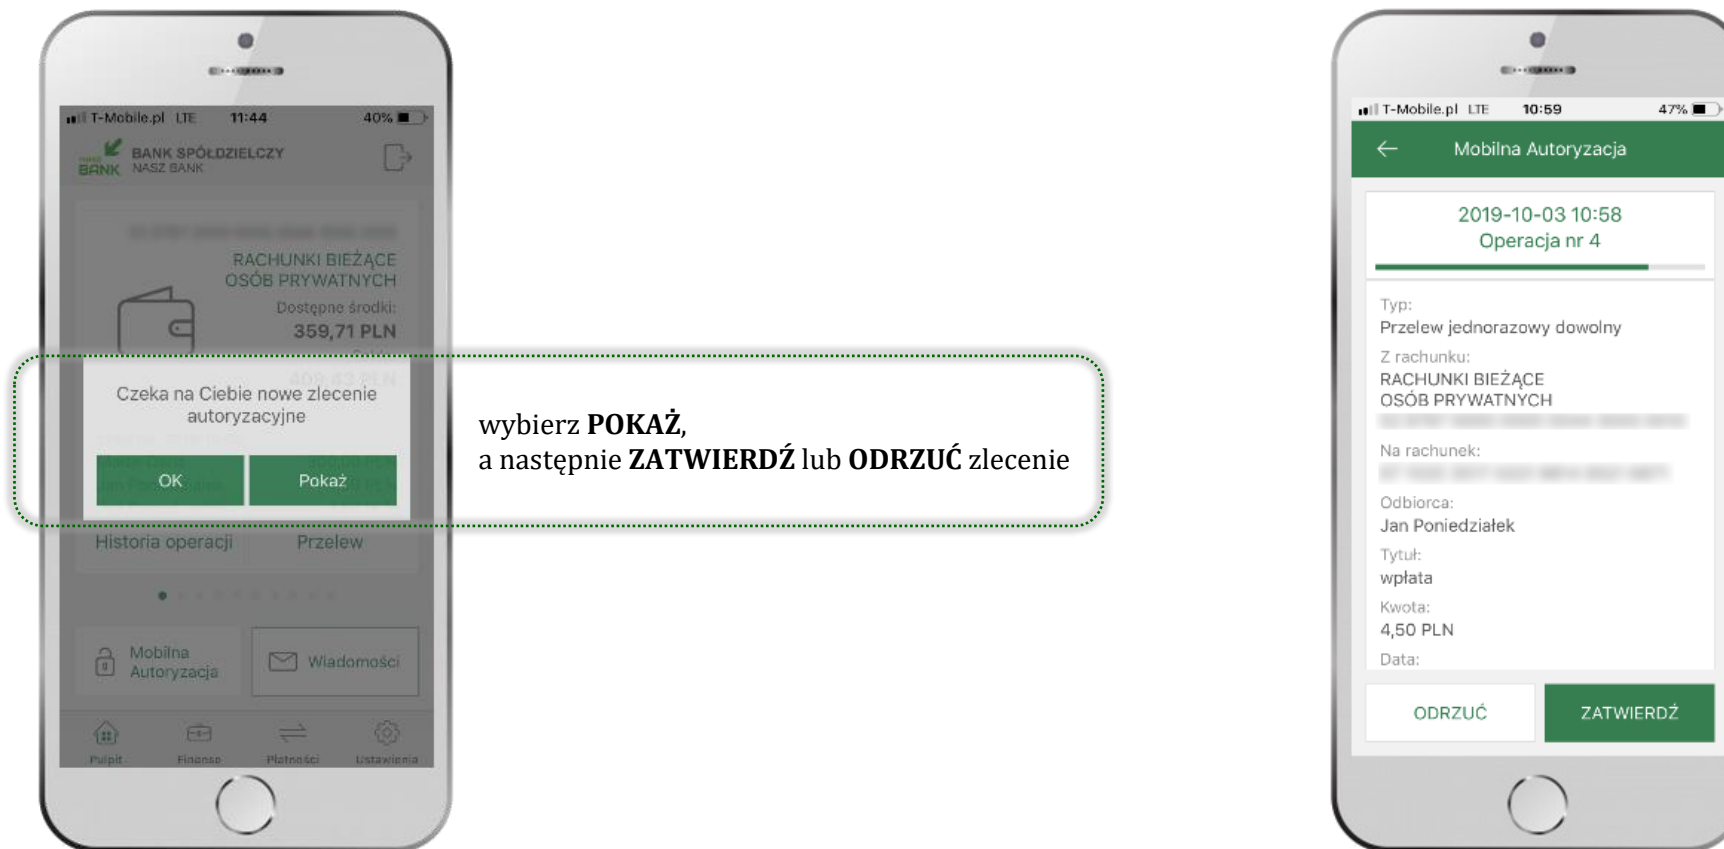 T-Mobile.pl LTE 11:44 40%
BANK SPÓŁDZIELCZY
BANK NASZ BANK
RACHUNKI BIEŻĄCE
OSÓB PRYWATNYCH
Dostępne środki:
359,71 PLN
409,43 PLN
Czeka na Ciebie nowe zlecenie
autoryzacyjne
OK Pokaż
Historia operacji Przelew
Mobilna
Autoryzacja
Wiadomości
Pulpit Finanse Płatności Ustawienia
wybierz POKAŻ,
a następnie ZATWIERDŹ lub ODRZUĆ zlecenie
T-Mobile.pl LTE 10:59 47%
Mobilna Autoryzacja
2019-10-03 10:58
Operacja nr 4
Typ:
Przelew jednorazowy dowolny
Z rachunku:
RACHUNKI BIEŻĄCE
OSÓB PRYWATNYCH
Na rachunek:
Odbiorca:
Jan Poniedziałek
Tytuł:
wpłata
Kwota:
4,50 PLN
Data:
ODRZUĆ ZATWIERDŹ